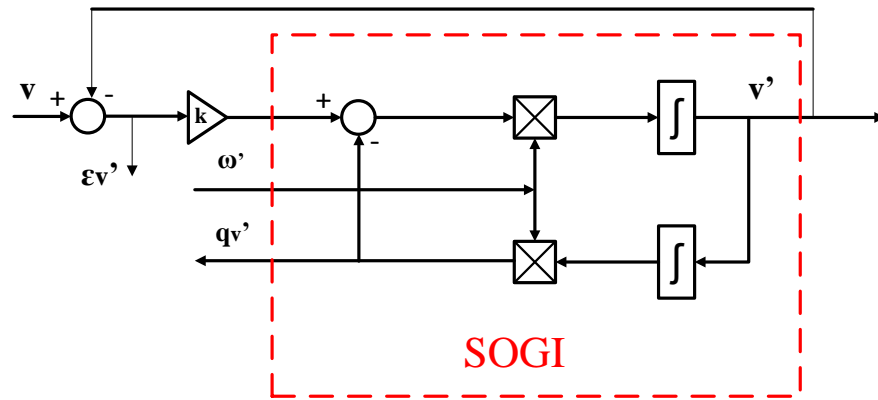 v
+
-
k
+
-
∫
v’
εv’
ω’
qv’
∫
SOGI